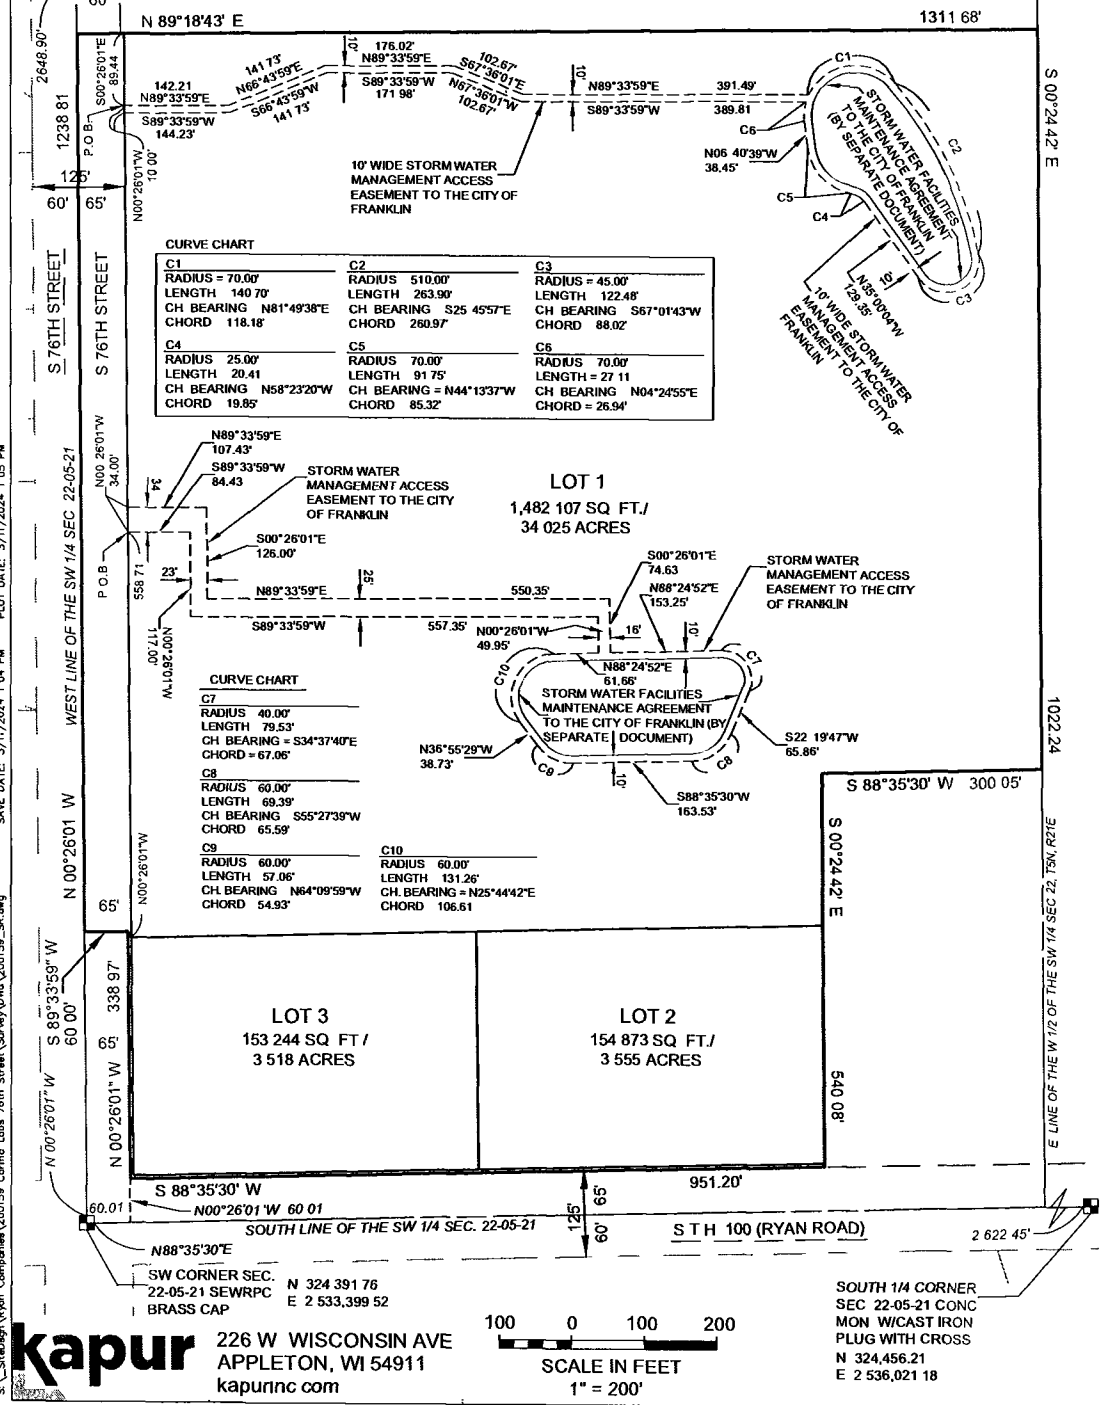 60'
N 89°18'43' E
1311 68'
2648.90'
1238 81
S00°26'01"E
89.44
P.O.B.
142.21
N89°33'59"E
S89°33'59"W
144.23'
141 73'
N66°43'59"E
S66°43'59"W
141 73'
10'
176.02'
N89°33'59"E
S89°33'59"W
171 98'
102.67'
S67°36'01"E
N67°36'01"W
102.67'
10'
N89°33'59"E
391.49'
S89°33'59"W
389.81
C1
C2
C6
N06 40'39"W
38.45'
C5
C4
C3
STORM WATER FACILITIES
MAINTENANCE AGREEMENT
TO THE CITY OF FRANKLIN
(BY SEPARATE DOCUMENT)
S 00°24 42' E
N00°26'01"W
10 00'
126'
60' 65'
10' WIDE STORM WATER
MANAGEMENT ACCESS
EASEMENT TO THE CITY OF
FRANKLIN
10'
N35°00'04"W
129.35'
10' WIDE STORM WATER
MANAGEMENT ACCESS
EASEMENT TO THE CITY OF
FRANKLIN
S 76TH STREET
S 76TH STREET
CURVE CHART
C1
RADIUS = 70.00'
LENGTH 140 70'
CH BEARING N81°49'38"E
CHORD 118.18'
C2
RADIUS 510.00'
LENGTH 263.90'
CH BEARING S25 45'57"E
CHORD 260.97'
C3
RADIUS = 45.00'
LENGTH 122.48'
CH BEARING S67°01'43"W
CHORD 88.02'
C4
RADIUS 25.00'
LENGTH 20.41
CH BEARING N58°23'20"W
CHORD 19.85'
C5
RADIUS 70.00'
LENGTH 91 75'
CH BEARING = N44°13'37"W
CHORD 85.32'
C6
RADIUS 70.00'
LENGTH = 27 11
CH BEARING N04°24'55"E
CHORD = 26.94'
WEST LINE OF THE SW 1/4 SEC 22-05-21
N00 26'01"W
34.00'
N89°33'59"E
107.43'
S89°33'59"W
84.43
34
STORM WATER
MANAGEMENT ACCESS
EASEMENT TO THE CITY
OF FRANKLIN
LOT 1
1,482 107 SQ FT./
34 025 ACRES
S00°26'01"E
126.00'
P O.B
558 71
23'
N00°26'01"W
117.00'
N89°33'59"E
25'
550.35'
S89°33'59"W
557.35'
S00°26'01"E
74.63
N88°24'52"E
153.25'
STORM WATER
MANAGEMENT ACCESS
EASEMENT TO THE CITY
OF FRANKLIN
N00°26'01"W
49.95'
16'
10'
C10
C7
N88°24'52"E
61.66'
STORM WATER FACILITIES
MAINTENANCE AGREEMENT
TO THE CITY OF FRANKLIN (BY
SEPARATE DOCUMENT)
S22 19'47"W
65.86'
N36°55'29"W
38.73'
C9
C8
10'
S88°35'30"W
163.53'
CURVE CHART
C7
RADIUS 40.00'
LENGTH 79.53'
CH BEARING = S34°37'40"E
CHORD = 67.06'
C8
RADIUS 60.00'
LENGTH 69.39'
CH BEARING S55°27'39"W
CHORD 65.59'
C9
RADIUS 60.00'
LENGTH 57.06'
CH. BEARING N64°09'59"W
CHORD 54.93'
C10
RADIUS 60.00'
LENGTH 131.26'
CH. BEARING = N25°44'42"E
CHORD 106.61
1022.24
S 88°35'30' W 300 05'
S 00°24 42' E
540 08'
E LINE OF THE W 1/2 OF THE SW 1/4 SEC 22, T5N, R21E
N 00°26'01 W
N00°26'01"W
65'
S 89°33'59" W
60 00'
338 97'
65'
N 00°26'01" W
N 00°26'01" W
LOT 3
153 244 SQ FT /
3 518 ACRES
LOT 2
154 873 SQ FT./
3 555 ACRES
S 88°35'30' W
951.20'
60.01
N00°26'01 'W 60 01
SOUTH LINE OF THE SW 1/4 SEC. 22-05-21
125'
65'
60'
S T H 100 (RYAN ROAD)
2 622 45'
N88°35'30"E
SW CORNER SEC.
22-05-21 SEWRPC
BRASS CAP
N 324 391 76
E 2 533,399 52
SOUTH 1/4 CORNER
SEC 22-05-21 CONC
MON W/CAST IRON
PLUG WITH CROSS
N 324,456.21
E 2 536,021 18
kapur
226 W WISCONSIN AVE
APPLETON, WI 54911
kapurinc com
100 0 100 200
SCALE IN FEET
1" = 200'